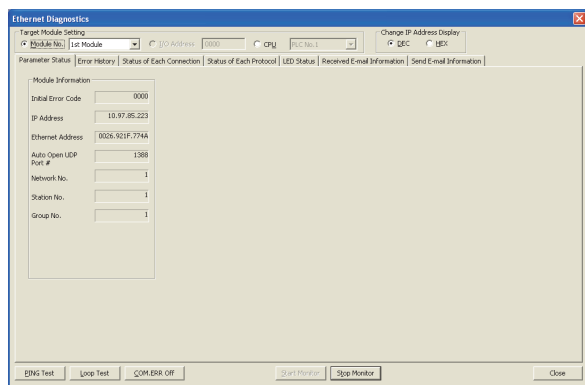 Ethernet Diagnostics
Target Module Setting
Module No. 1st Module I/O Address 0000 CPU PLC No.1
Change IP Address Display
DEC HEX
Parameter Status Error History Status of Each Connection Status of Each Protocol LED Status Received E-mail Information Send E-mail Information
Module Information
Initial Error Code 0000
IP Address 10.97.85.223
Ethernet Address 0026.921F.774A
Auto Open UDP
Port # 1388
Network No. 1
Station No. 1
Group No. 1
PING Test Loop Test COM.ERR Off Start Monitor Stop Monitor Close